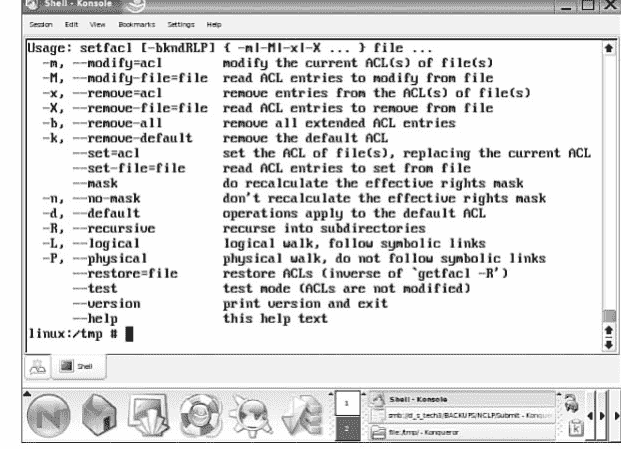 Shell - Konsole
Session Edit View Bookmarks Settings Help
Usage: setfacl [-bkndRLP] { -m|-M|-x|-X ... } file ...
-m, --modify=acl modify the current ACL(s) of file(s)
-M, --modify-file=file read ACL entries to modify from file
-x, --remove=acl remove entries from the ACL(s) of file(s)
-X, --remove-file=file read ACL entries to remove from file
-b, --remove-all remove all extended ACL entries
-k, --remove-default remove the default ACL
--set=acl set the ACL of file(s), replacing the current ACL
--set-file=file read ACL entries to set from file
--mask do recalculate the effective rights mask
-n, --no-mask don't recalculate the effective rights mask
-d, --default operations apply to the default ACL
-R, --recursive recurse into subdirectories
-L, --logical logical walk, follow symbolic links
-P, --physical physical walk, do not follow symbolic links
--restore=file restore ACLs (inverse of `getfacl -R')
--test test mode (ACLs are not modified)
--version print version and exit
--help this help text
linux:/tmp #
Shell
N
1
2
Shell - Konsole
smb://d_s_tech3/BACKUPS/NCLP/Submit - Konque
file:/tmp/ - Konqueror
k